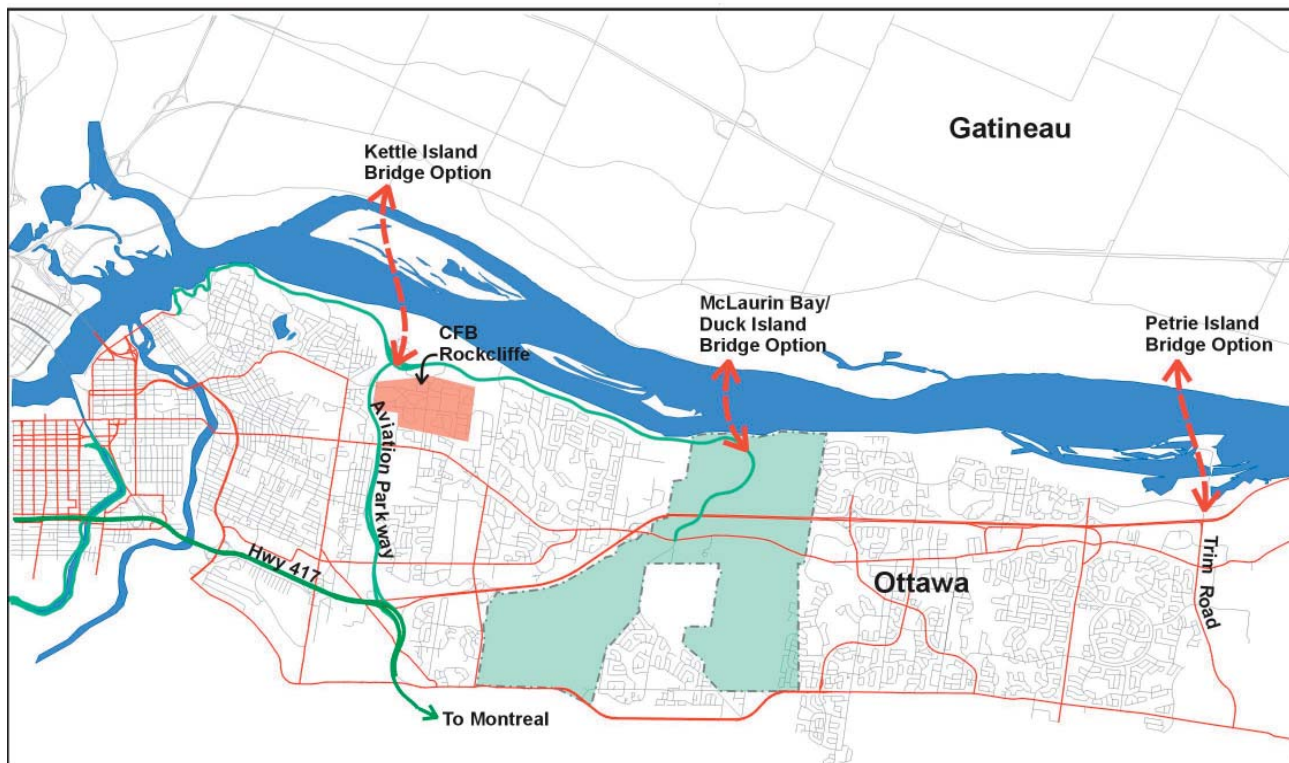 Gatineau
Kettle Island
Bridge Option
McLaurin Bay/
Duck Island
Bridge Option
Petrie Island
Bridge Option
CFB
Rockcliffe
Aviation Parkway
Hwy 417
Ottawa
Trim Road
To Montreal